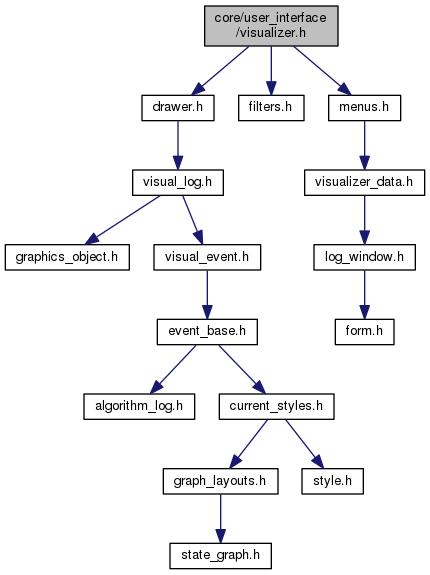 core/user_interface
/visualizer.h
drawer.h
filters.h
menus.h
visual_log.h
visualizer_data.h
graphics_object.h
visual_event.h
log_window.h
event_base.h
form.h
algorithm_log.h
current_styles.h
graph_layouts.h
style.h
state_graph.h